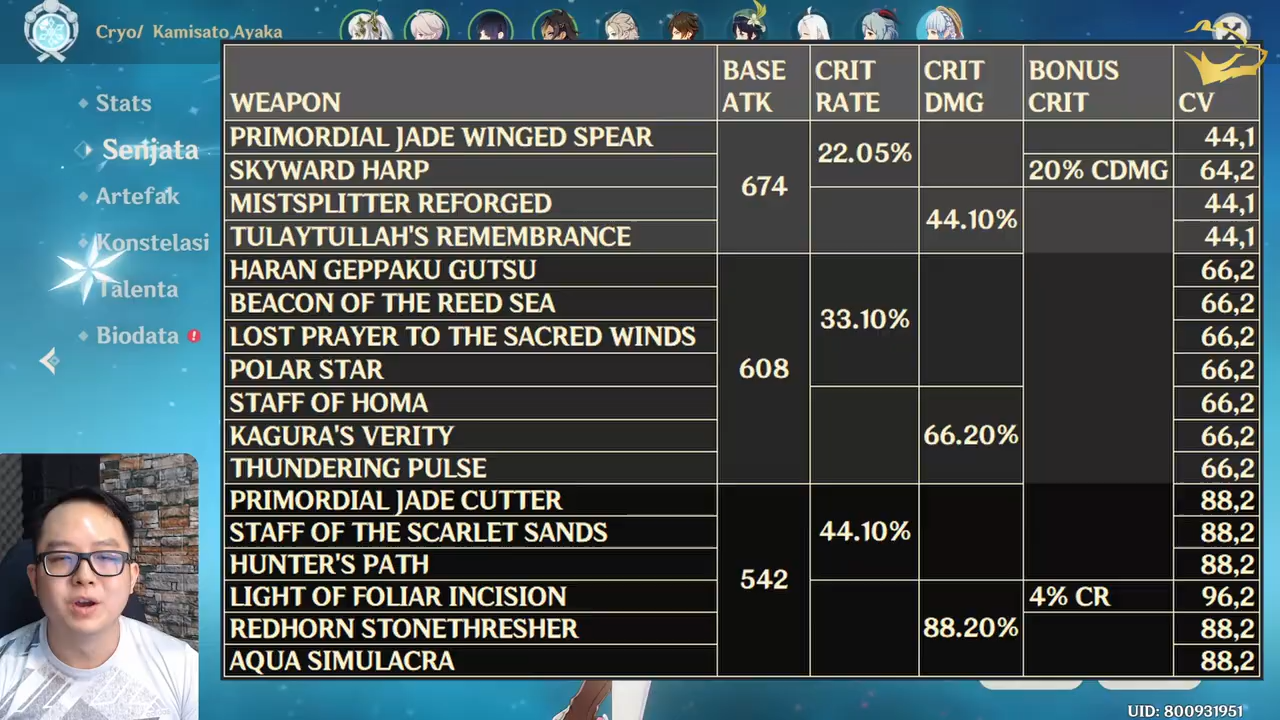 Cryo/ Kamisato Ayaka
Stats
Senjata
Artefak
Konstelasi
Talenta
Biodata
WEAPON BASE ATK CRIT RATE CRIT DMG BONUS CRIT CV
PRIMORDIAL JADE WINGED SPEAR 674 22.05% 44,1
SKYWARD HARP 20% CDMG 64,2
MISTSPLITTER REFORGED 44.10% 44,1
TULAYTULLAH'S REMEMBRANCE 44,1
HARAN GEPPAKU GUTSU 608 33.10% 66,2
BEACON OF THE REED SEA 66,2
LOST PRAYER TO THE SACRED WINDS 66,2
POLAR STAR 66,2
STAFF OF HOMA 66.20% 66,2
KAGURA'S VERITY 66,2
THUNDERING PULSE 66,2
PRIMORDIAL JADE CUTTER 542 44.10% 88,2
STAFF OF THE SCARLET SANDS 88,2
HUNTER'S PATH 88,2
LIGHT OF FOLIAR INCISION 88.20% 4% CR 96,2
REDHORN STONETHRESHER 88,2
AQUA SIMULACRA 88,2
UID: 800931951